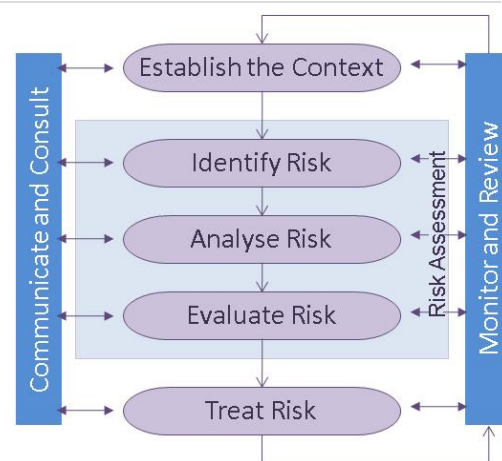 Establish the Context
Communicate and Consult
Identify Risk
Analyse Risk
Evaluate Risk
Risk Assessment
Monitor and Review
Treat Risk